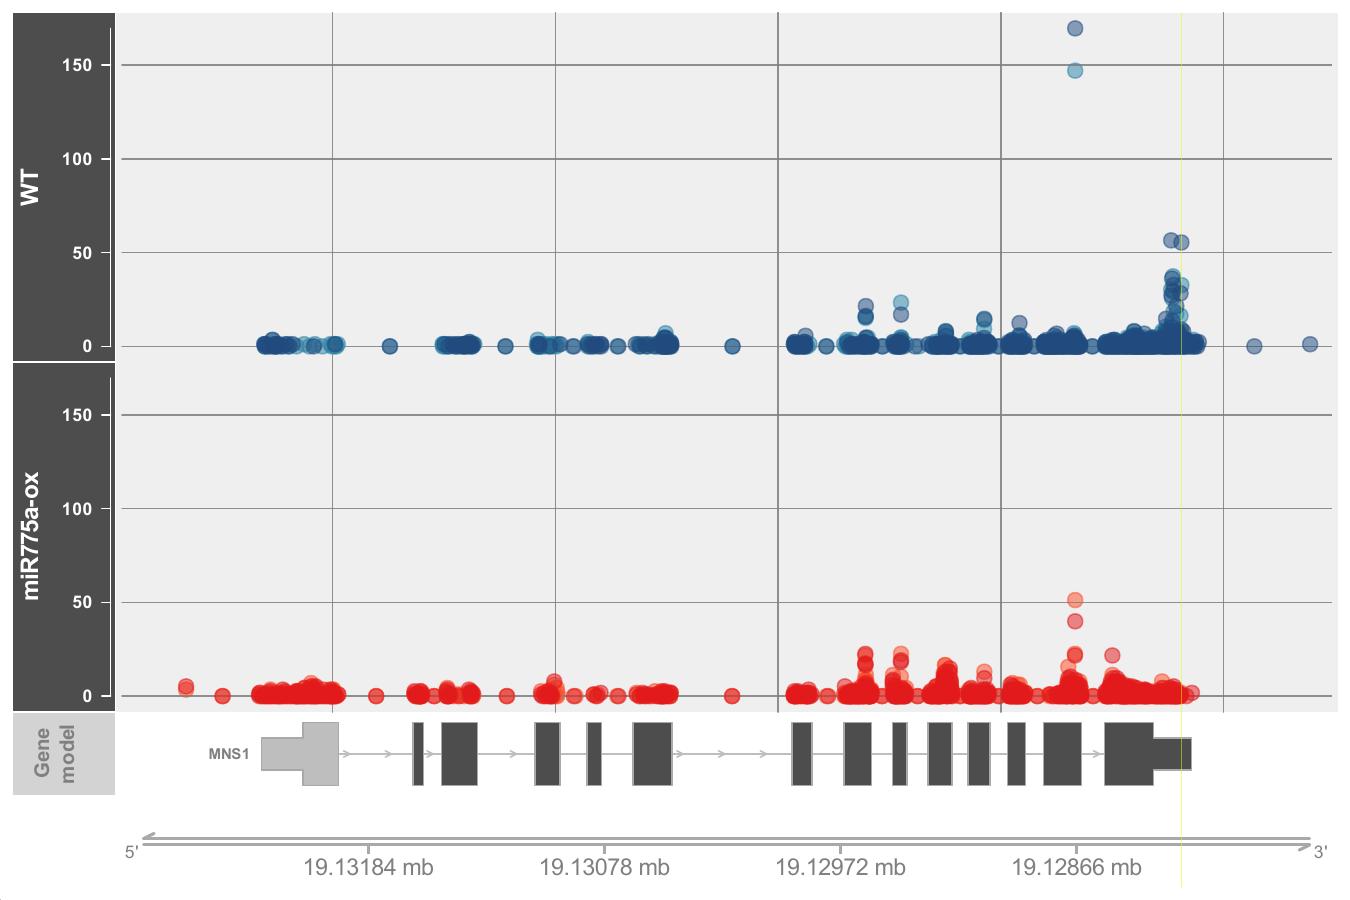 WT
150
100
50
0
miR775a-ox
150
100
50
0
Gene
model
MNS1
5'
3'
19.13184 mb
19.13078 mb
19.12972 mb
19.12866 mb